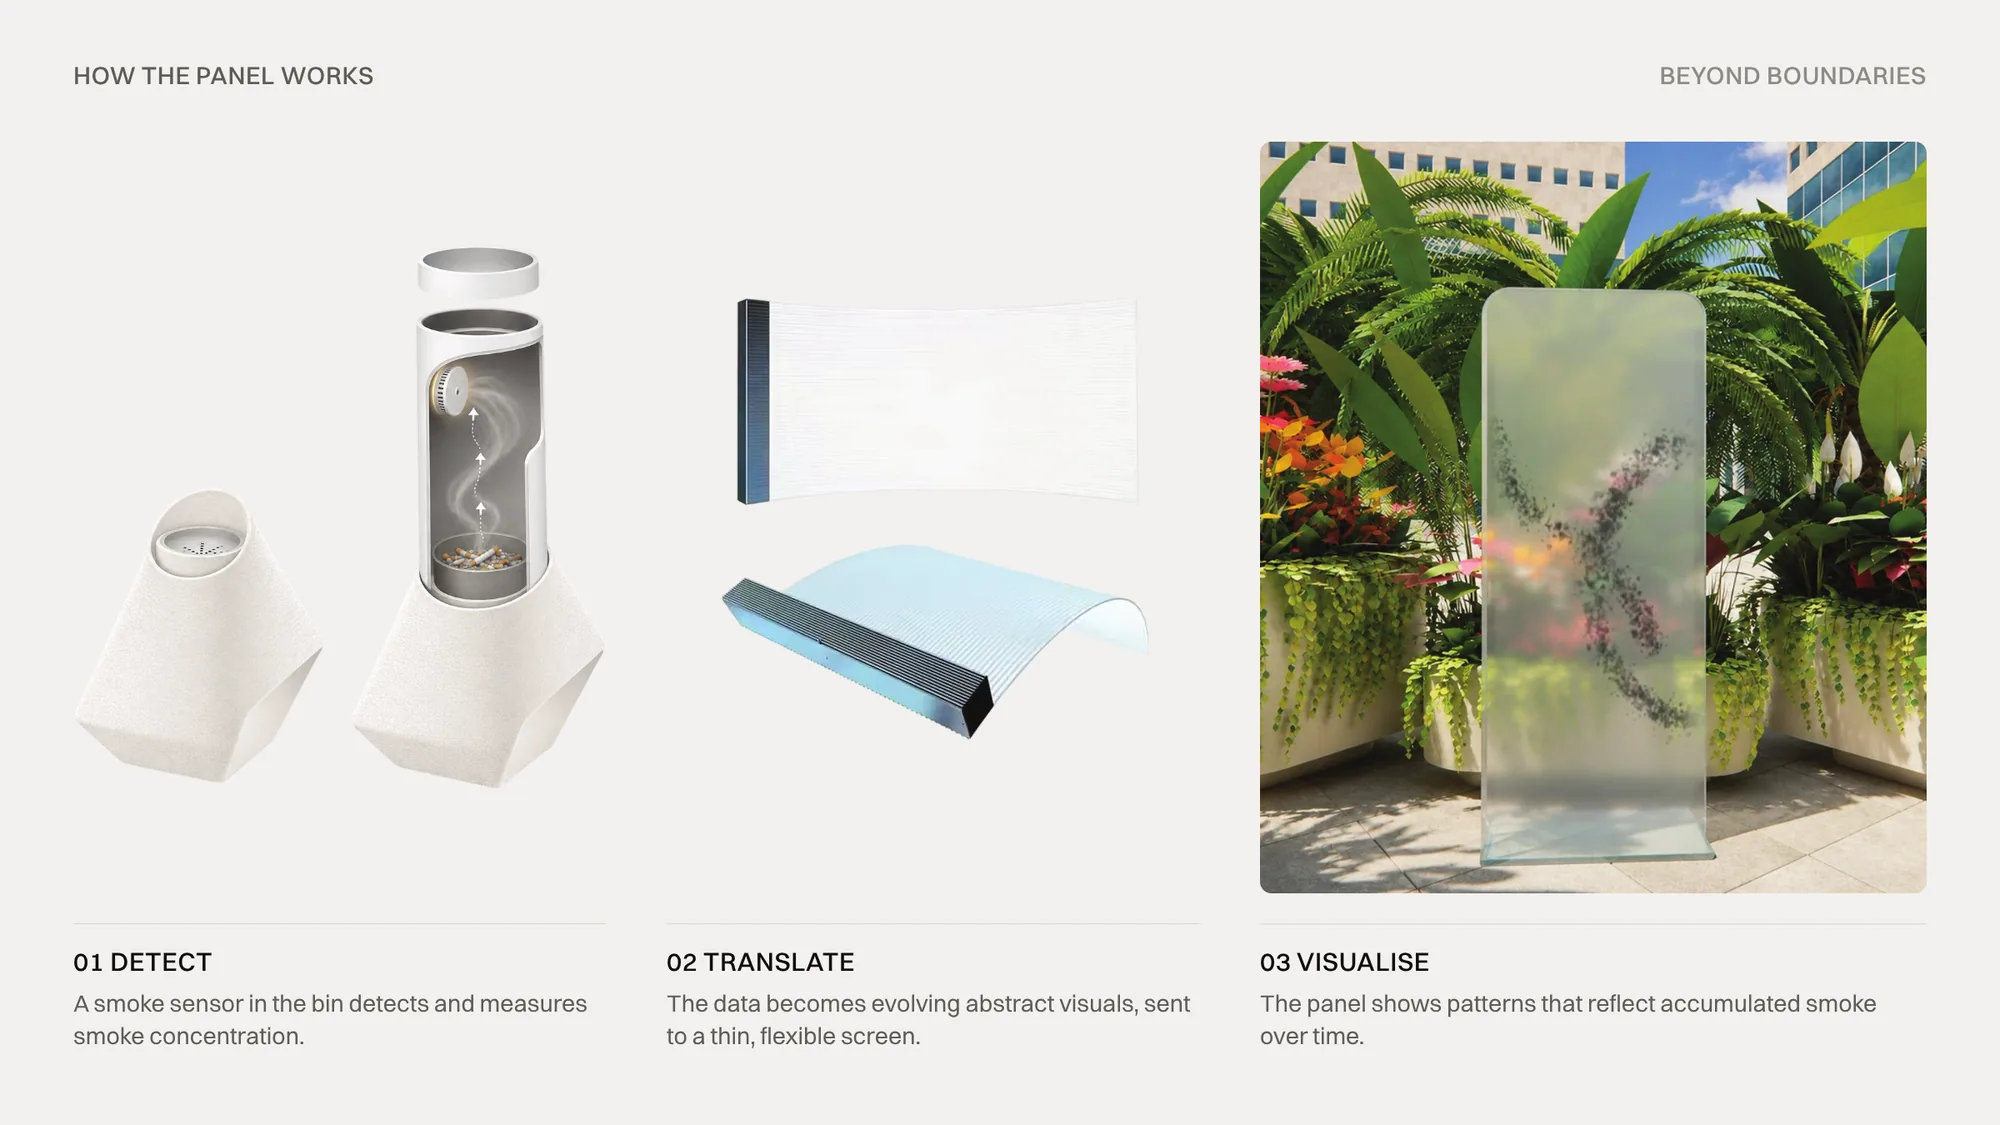 HOW THE PANEL WORKS
BEYOND BOUNDARIES
01 DETECT
A smoke sensor in the bin detects and measures
smoke concentration.
02 TRANSLATE
The data becomes evolving abstract visuals, sent
to a thin, flexible screen.
03 VISUALISE
The panel shows patterns that reflect accumulated smoke
over time.